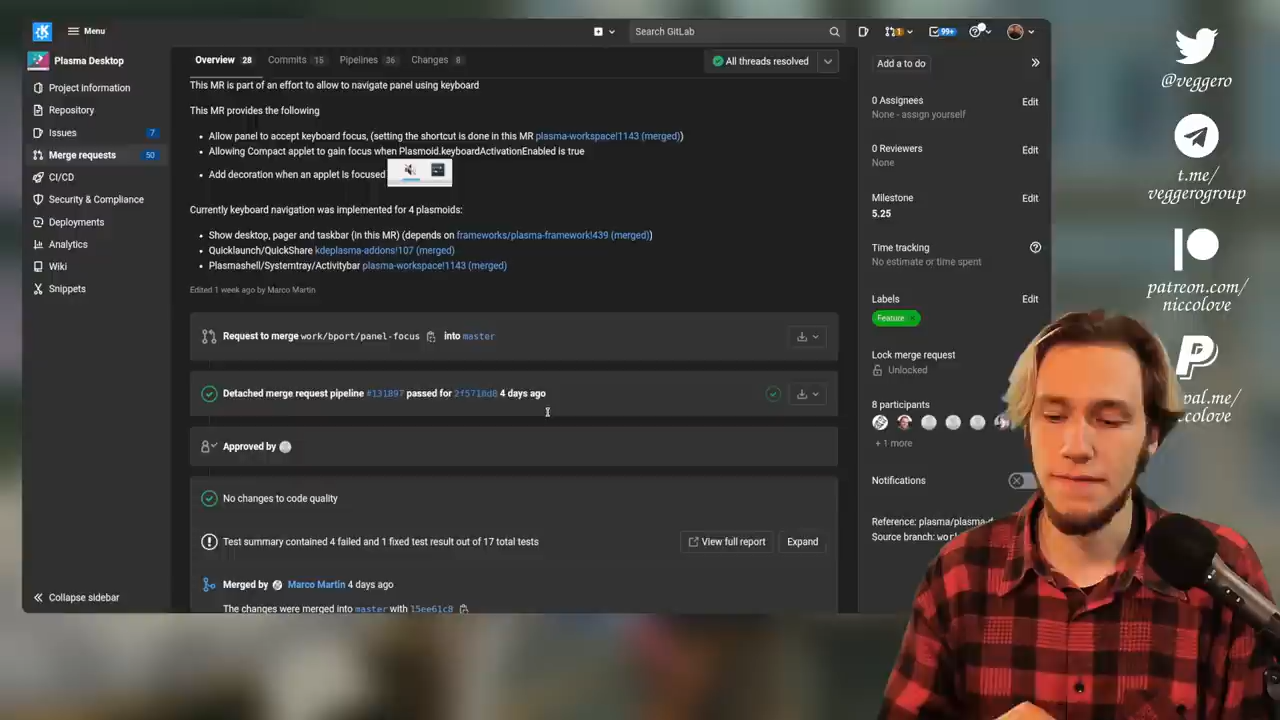 Menu
Search GitLab
1
99+
Plasma Desktop
Project information
Repository
Issues 7
Merge requests 50
CI/CD
Security & Compliance
Deployments
Analytics
Wiki
Snippets
Collapse sidebar
Overview 28 Commits 15 Pipelines 36 Changes 8
All threads resolved
This MR is part of an effort to allow to navigate panel using keyboard
This MR provides the following
• Allow panel to accept keyboard focus, (setting the shortcut is done in this MR plasma-workspace!1143 (merged))
• Allowing Compact applet to gain focus when Plasmoid.keyboardActivationEnabled is true
• Add decoration when an applet is focused
Currently keyboard navigation was implemented for 4 plasmoids:
• Show desktop, pager and taskbar (in this MR) (depends on frameworks/plasma-framework!439 (merged))
• Quicklaunch/QuickShare kdeplasma-addons!107 (merged)
• Plasmashell/Systemtray/Activitybar plasma-workspace!1143 (merged)
Edited 1 week ago by Marco Martin
Request to merge work/bport/panel-focus into master
Detached merge request pipeline #131897 passed for 2f5710d8 4 days ago
Approved by
No changes to code quality
Test summary contained 4 failed and 1 fixed test result out of 17 total tests
View full report
Expand
Merged by Marco Martin 4 days ago
The changes were merged into master with 15ee61c8
Add a to do
0 Assignees Edit
None - assign yourself
0 Reviewers Edit
None
Milestone Edit
5.25
Time tracking
No estimate or time spent
Labels Edit
Feature
Lock merge request
Unlocked
8 participants
+ 1 more
Notifications
Reference: plasma/plasma-d
Source branch:
@veggero
t.me/
veggerogroup
patreon.com/
niccolove
pal.me/
colove